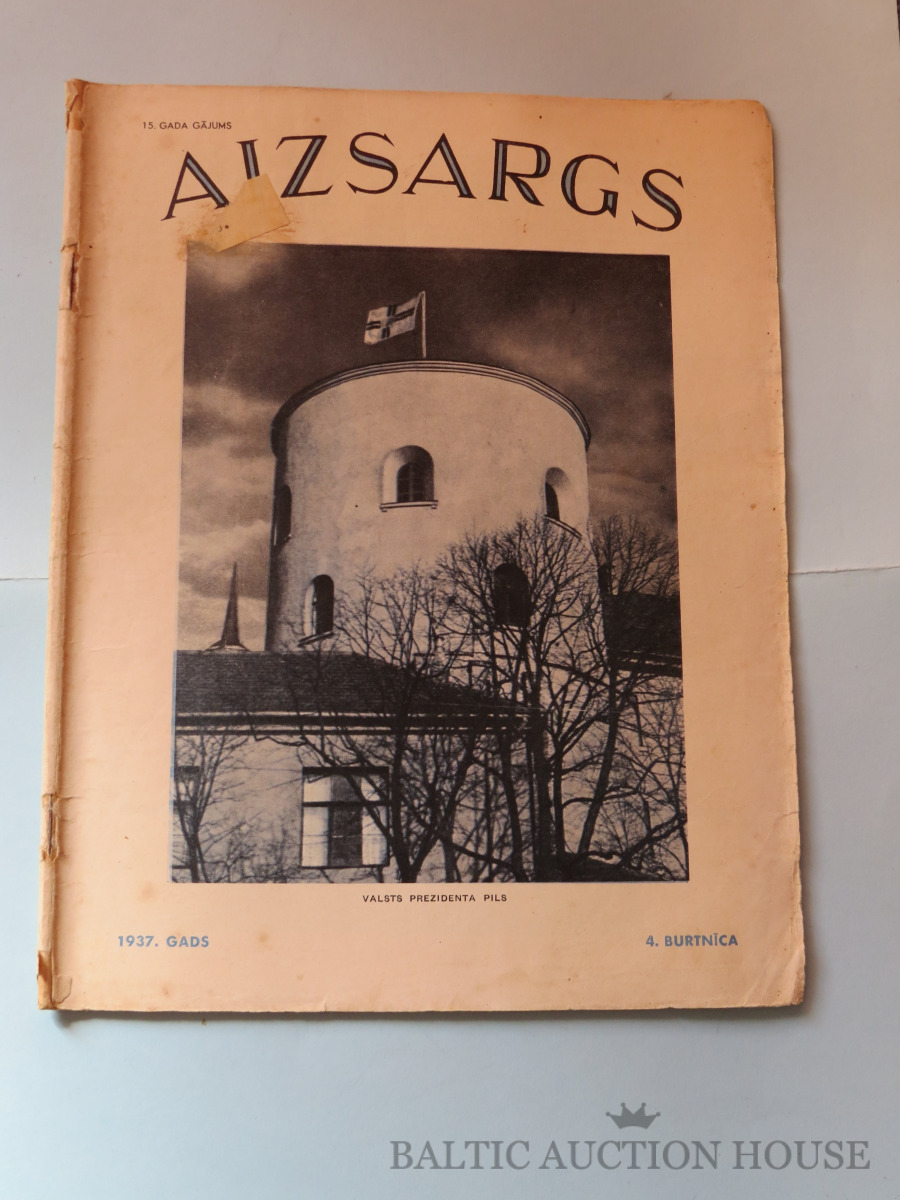 15. GADA GĀJUMS
AIZSARGS
VALSTS PREZIDENTA PILS
1937. GADS
4. BURTNĪCA
BALTIC AUCTION HOUSE